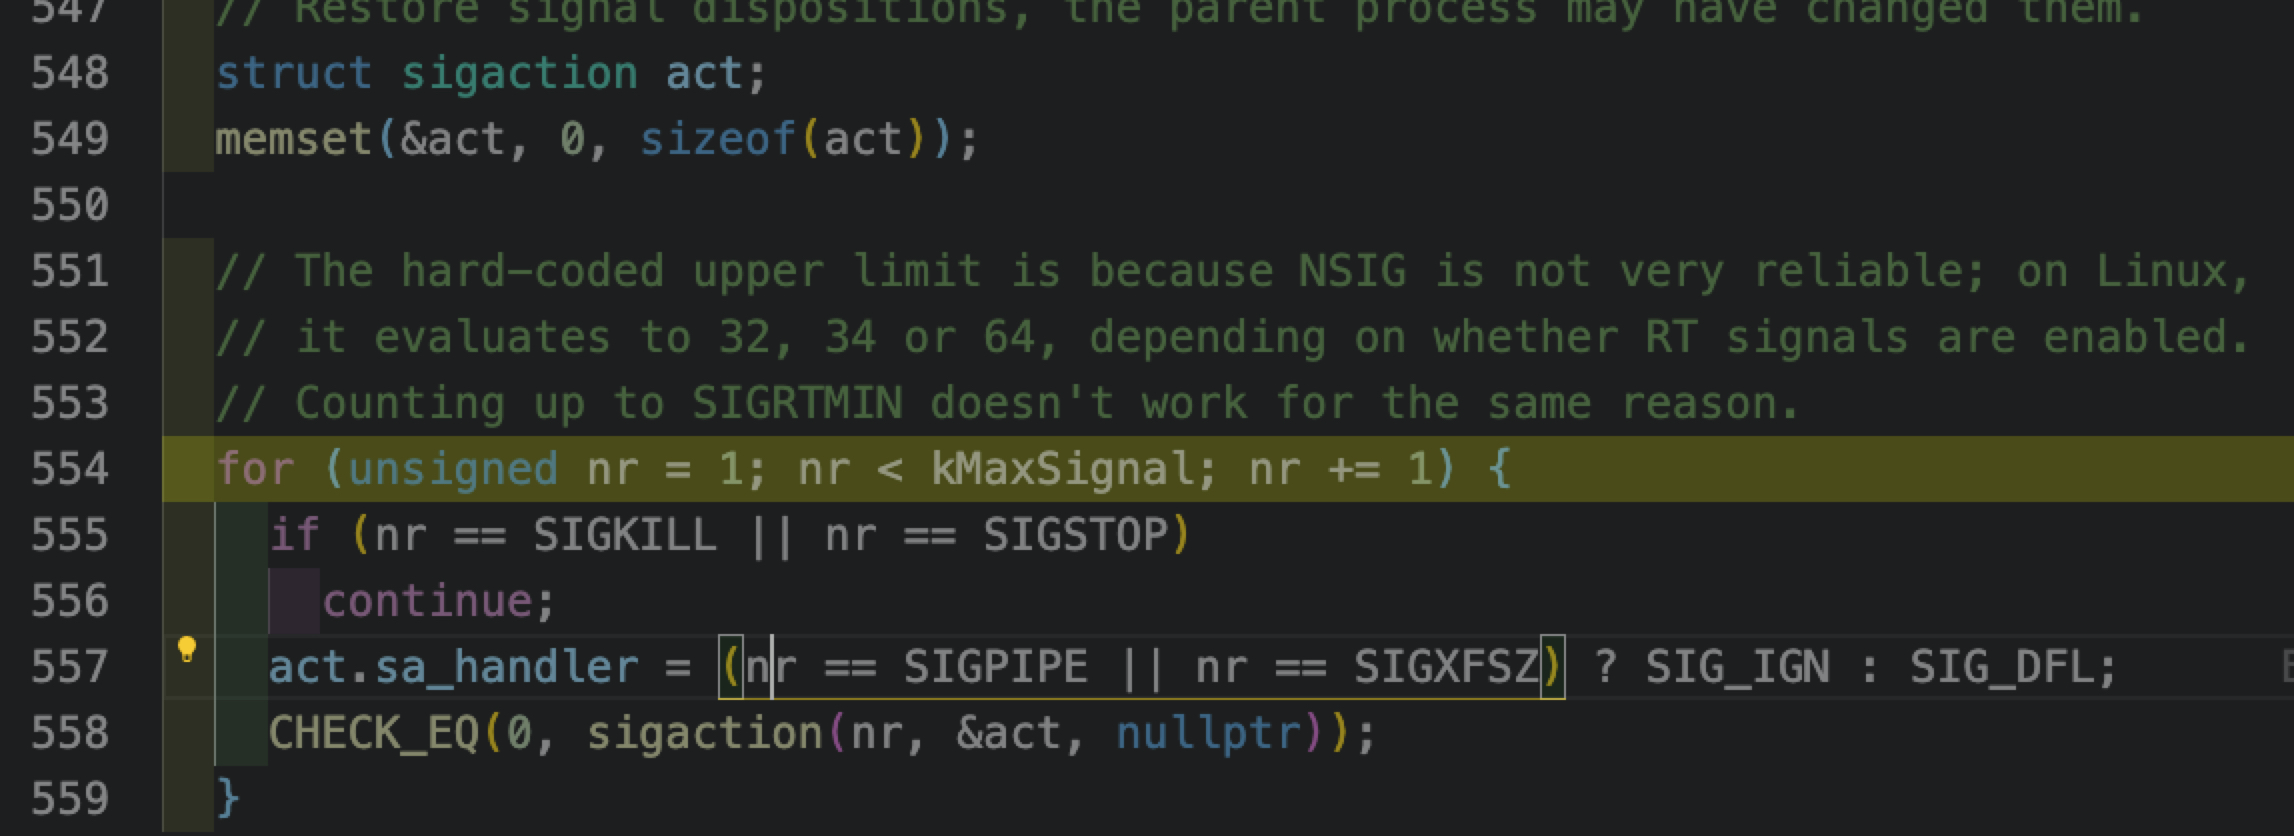 547 // Restore signal dispositions, the parent process may have changed them.
548 struct sigaction act;
549 memset(&act, 0, sizeof(act));
550
551 // The hard-coded upper limit is because NSIG is not very reliable; on Linux,
552 // it evaluates to 32, 34 or 64, depending on whether RT signals are enabled.
553 // Counting up to SIGRTMIN doesn't work for the same reason.
554 for (unsigned nr = 1; nr < kMaxSignal; nr += 1) {
555 if (nr == SIGKILL || nr == SIGSTOP)
556 continue;
557 act.sa_handler = (nr == SIGPIPE || nr == SIGXFSZ) ? SIG_IGN : SIG_DFL;
558 CHECK_EQ(0, sigaction(nr, &act, nullptr));
559 }